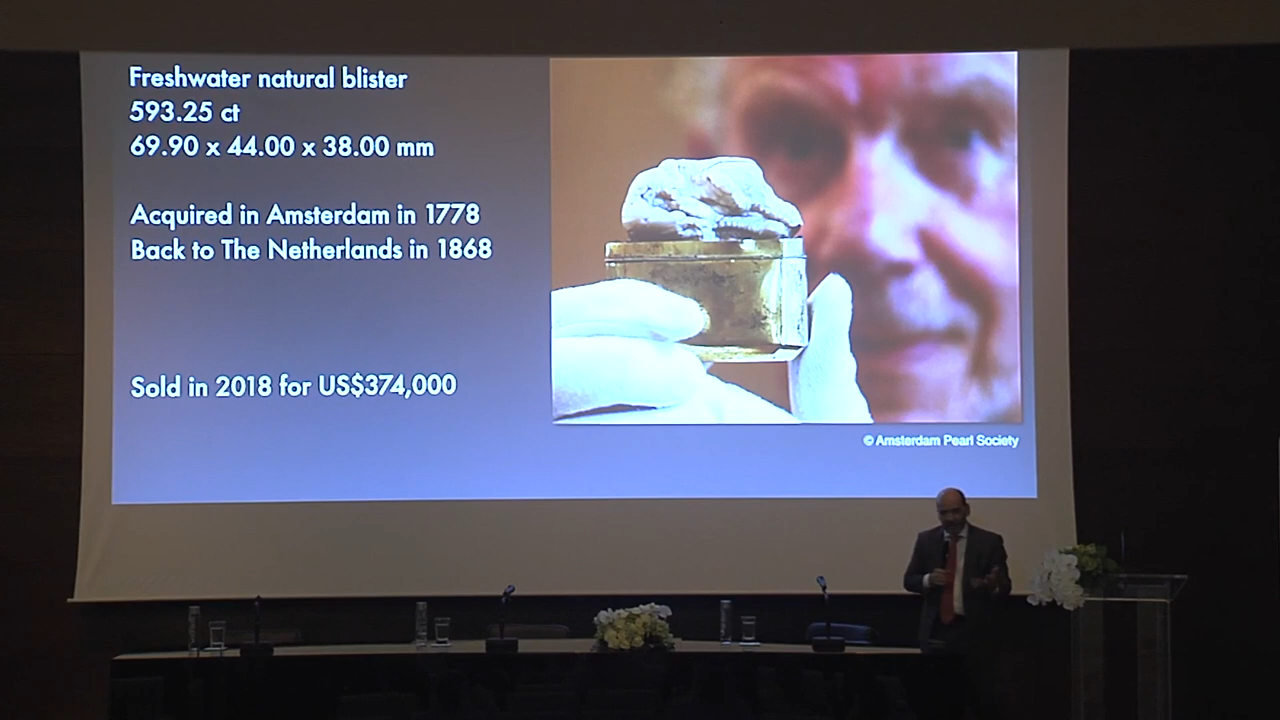 Freshwater natural blister
593.25 ct
69.90 x 44.00 x 38.00 mm
Acquired in Amsterdam in 1778
Back to The Netherlands in 1868
Sold in 2018 for US$374,000
© Amsterdam Pearl Society